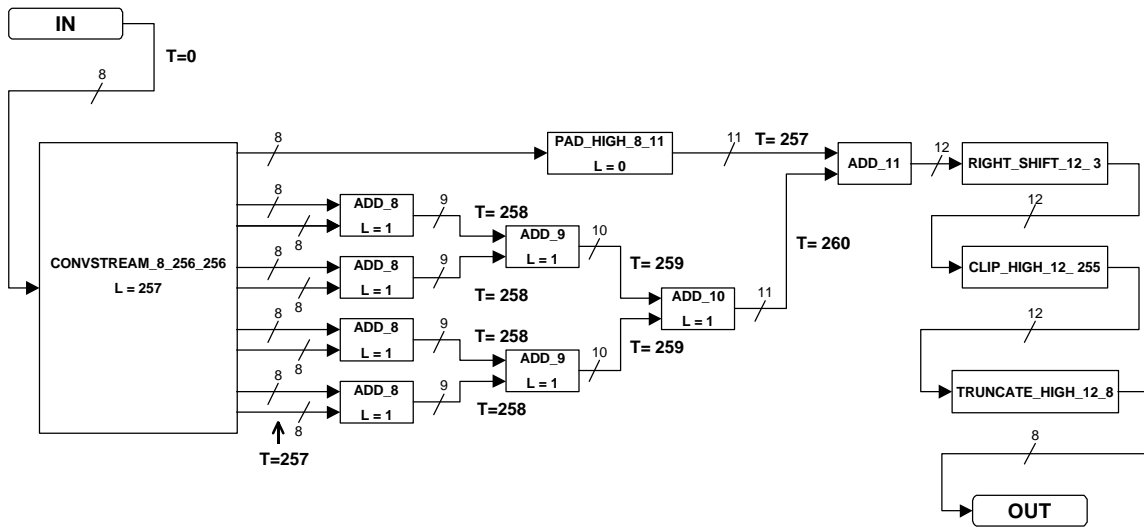 IN
T=0
8
8
PAD_HIGH_8_11
L = 0
11
T= 257
ADD_11
12
RIGHT_SHIFT_12_ 3
12
CONVSTREAM_8_256_256
L = 257
8
8
ADD_8
L = 1
9
T= 258
8
8
ADD_8
L = 1
9
T= 258
ADD_9
L = 1
10
T= 259
8
8
ADD_8
L = 1
9
T= 258
8
8
ADD_8
L = 1
9
T=258
ADD_9
L = 1
10
T= 259
ADD_10
L = 1
11
T= 260
T=257
CLIP_HIGH_12_ 255
12
TRUNCATE_HIGH_12_8
8
OUT